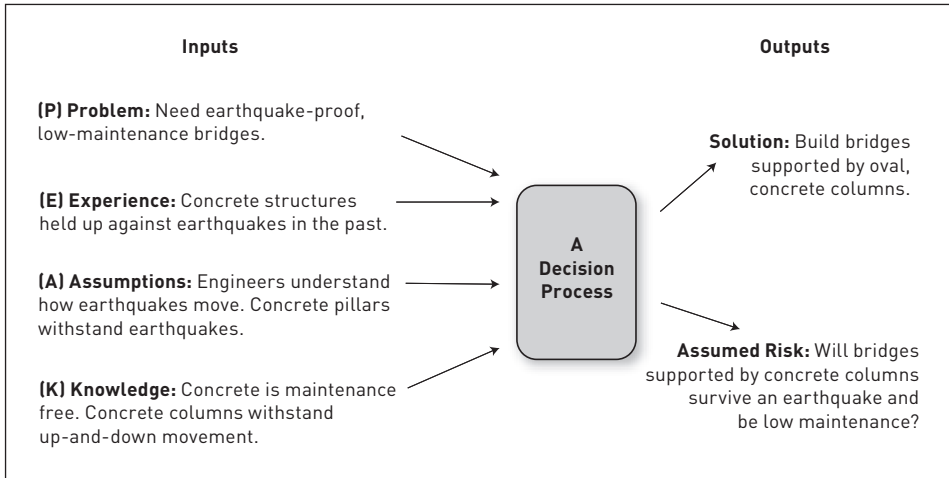 Inputs
Outputs
(P) Problem: Need earthquake-proof,
low-maintenance bridges.
(E) Experience: Concrete structures
held up against earthquakes in the past.
(A) Assumptions: Engineers understand
how earthquakes move. Concrete pillars
withstand earthquakes.
(K) Knowledge: Concrete is maintenance
free. Concrete columns withstand
up-and-down movement.
A
Decision
Process
Solution: Build bridges
supported by oval,
concrete columns.
Assumed Risk: Will bridges
supported by concrete columns
survive an earthquake and
be low maintenance?